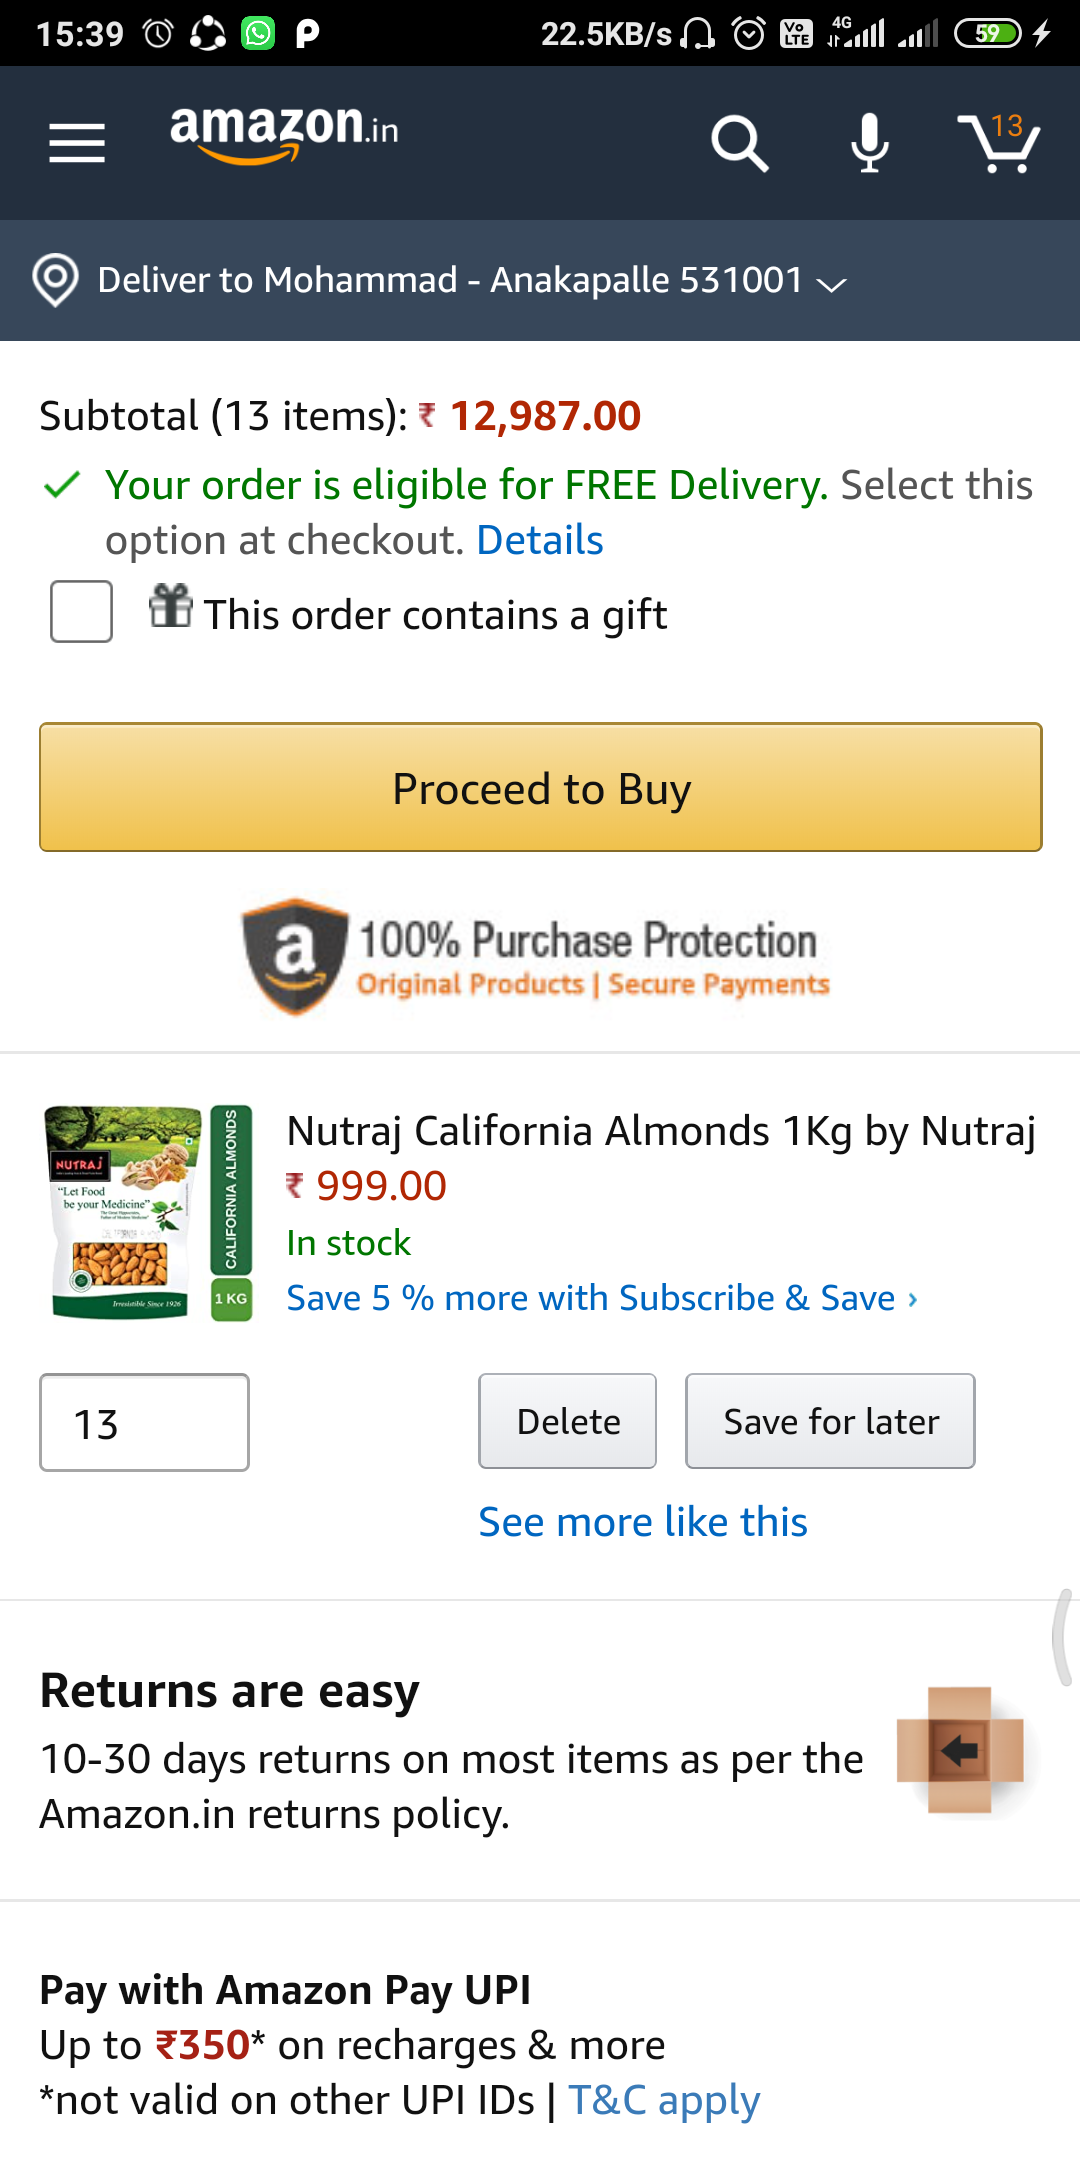 15:39 P 22.5KB/s Vo LTE 4G 59
amazon.in 13
Deliver to Mohammad - Anakapalle 531001
Subtotal (13 items): ₹ 12,987.00
Your order is eligible for FREE Delivery. Select this
option at checkout. Details
This order contains a gift
Proceed to Buy
a 100% Purchase Protection
Original Products | Secure Payments
NUTRAJ
"Let Food
be your Medicine"
Irresistible Since 1926
CALIFORNIA ALMONDS
1 KG
Nutraj California Almonds 1Kg by Nutraj
₹ 999.00
In stock
Save 5 % more with Subscribe & Save ›
13 Delete Save for later
See more like this
Returns are easy
10-30 days returns on most items as per the
Amazon.in returns policy.
Pay with Amazon Pay UPI
Up to ₹350* on recharges & more
*not valid on other UPI IDs | T&C apply